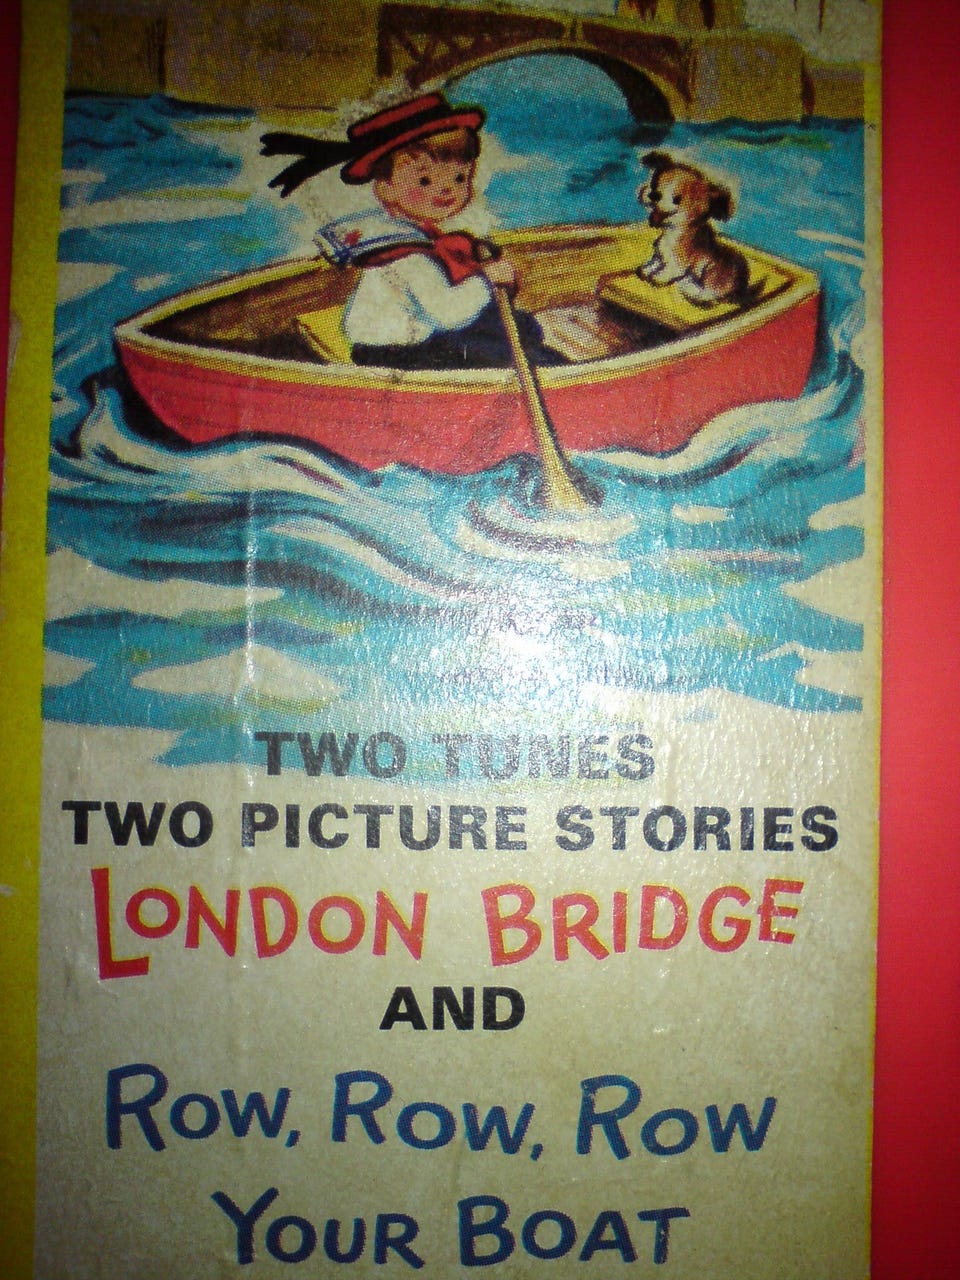 TWO TUNES
TWO PICTURE STORIES
LONDON BRIDGE
AND
ROW, ROW, ROW
YOUR BOAT